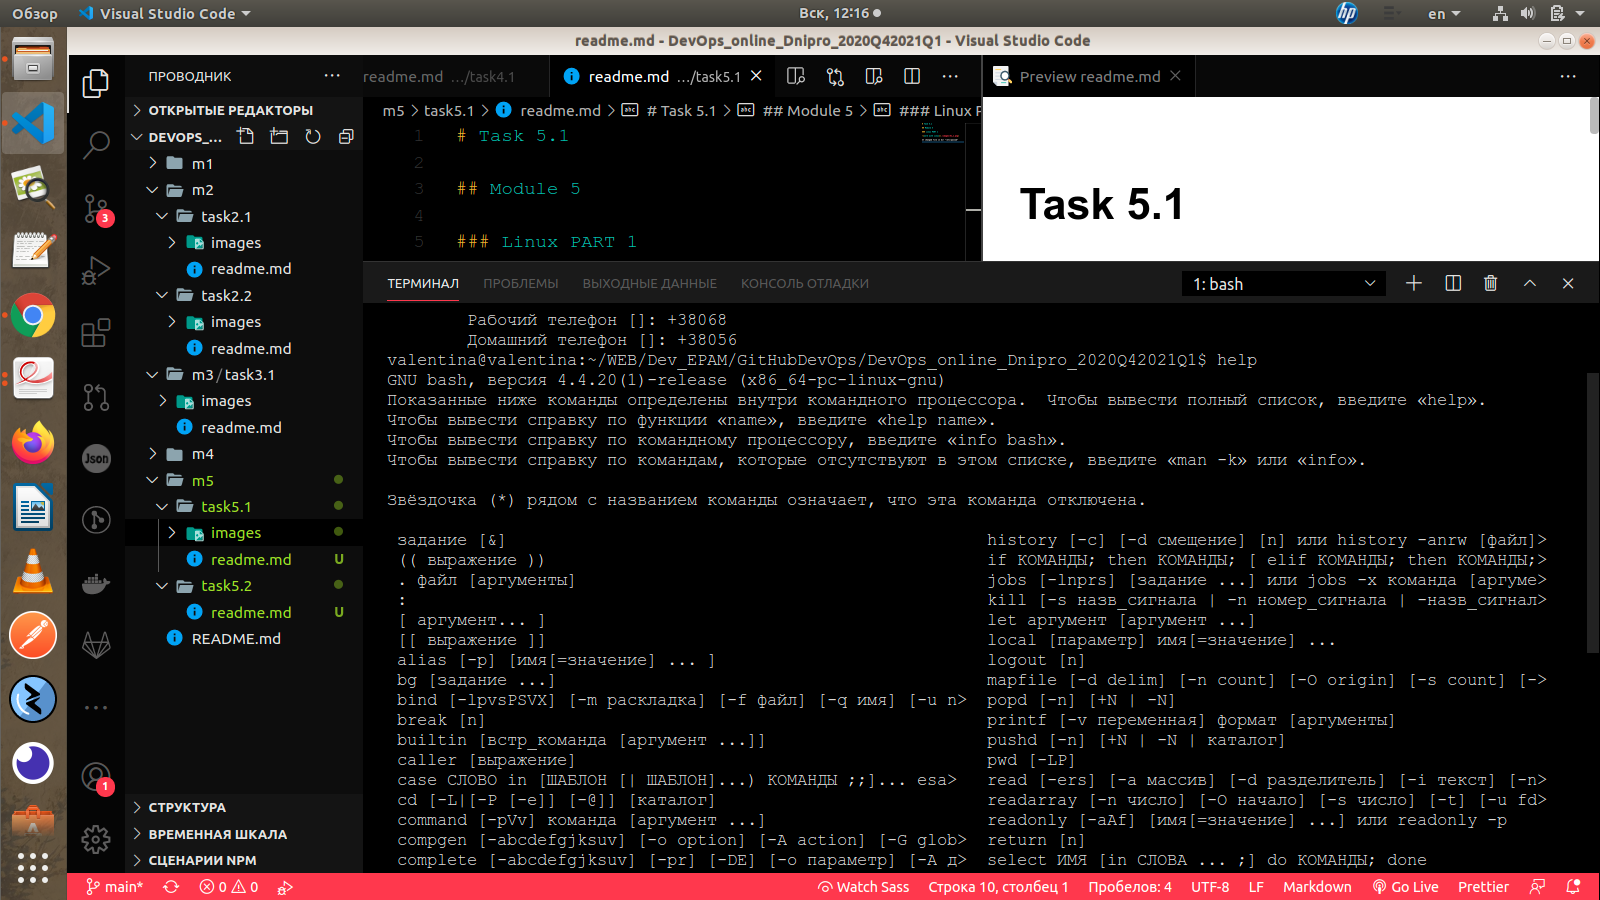 Обзор
Visual Studio Code
Вск, 12:16
en
readme.md - DevOps_online_Dnipro_2020Q42021Q1 - Visual Studio Code
ПРОВОДНИК
readme.md .../task4.1
readme.md .../task5.1
Preview readme.md
ОТКРЫТЫЕ РЕДАКТОРЫ
DEVOPS_...
m1
m2
task2.1
images
readme.md
task2.2
images
readme.md
m3 / task3.1
images
readme.md
m4
m5
task5.1
images
readme.md U
task5.2
readme.md U
README.md
СТРУКТУРА
ВРЕМЕННАЯ ШКАЛА
СЦЕНАРИИ NPM
3
Json
1
m5 > task5.1 > readme.md > # Task 5.1 > ## Module 5 > ### Linux P
1 # Task 5.1
2
3 ## Module 5
4
5 ### Linux PART 1
Task 5.1
ТЕРМИНАЛ ПРОБЛЕМЫ ВЫХОДНЫЕ ДАННЫЕ КОНСОЛЬ ОТЛАДКИ
1: bash
Рабочий телефон []: +38068
Домашний телефон []: +38056
valentina@valentina:~/WEB/Dev_EPAM/GitHubDevOps/DevOps_online_Dnipro_2020Q42021Q1$ help
GNU bash, версия 4.4.20(1)-release (x86_64-pc-linux-gnu)
Показанные ниже команды определены внутри командного процессора.  Чтобы вывести полный список, введите «help».
Чтобы вывести справку по функции «name», введите «help name».
Чтобы вывести справку по командному процессору, введите «info bash».
Чтобы вывести справку по командам, которые отсутствуют в этом списке, введите «man -k» или «info».
Звёздочка (*) рядом с названием команды означает, что эта команда отключена.
задание [&]
(( выражение ))
. файл [аргументы]
:
[ аргумент... ]
[[ выражение ]]
alias [-p] [имя[=значение] ... ]
bg [задание ...]
bind [-lpvsPSVX] [-m раскладка] [-f файл] [-q имя] [-u n>
break [n]
builtin [встр_команда [аргумент ...]]
caller [выражение]
case СЛОВО in [ШАБЛОН [| ШАБЛОН]...) КОМАНДЫ ;;]... esa>
cd [-L|[-P [-e]] [-@]] [каталог]
command [-pVv] команда [аргумент ...]
compgen [-abcdefgjksuv] [-o option] [-A action] [-G glob>
complete [-abcdefgjksuv] [-pr] [-DE] [-o параметр] [-A д>
history [-c] [-d смещение] [n] или history -anrw [файл]>
if КОМАНДЫ; then КОМАНДЫ; [ elif КОМАНДЫ; then КОМАНДЫ;>
jobs [-lnprs] [задание ...] или jobs -x команда [аргуме>
kill [-s назв_сигнала | -n номер_сигнала | -назв_сигнал>
let аргумент [аргумент ...]
local [параметр] имя[=значение] ...
logout [n]
mapfile [-d delim] [-n count] [-O origin] [-s count] [->
popd [-n] [+N | -N]
printf [-v переменная] формат [аргументы]
pushd [-n] [+N | -N | каталог]
pwd [-LP]
read [-ers] [-a массив] [-d разделитель] [-i текст] [-n>
readarray [-n число] [-O начало] [-s число] [-t] [-u fd>
readonly [-aAf] [имя[=значение] ...] или readonly -p
return [n]
select ИМЯ [in СЛОВА ... ;] do КОМАНДЫ; done
main* 0 0 Watch Sass Строка 10, столбец 1 Пробелов: 4 UTF-8 LF Markdown Go Live Prettier